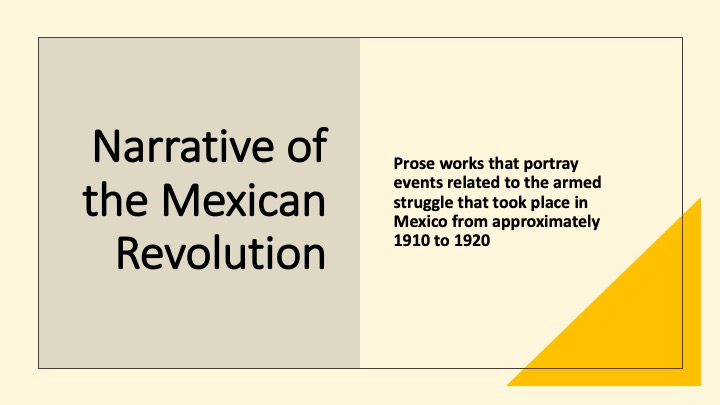 Narrative of
the Mexican
Revolution
Prose works that portray
events related to the armed
struggle that took place in
Mexico from approximately
1910 to 1920